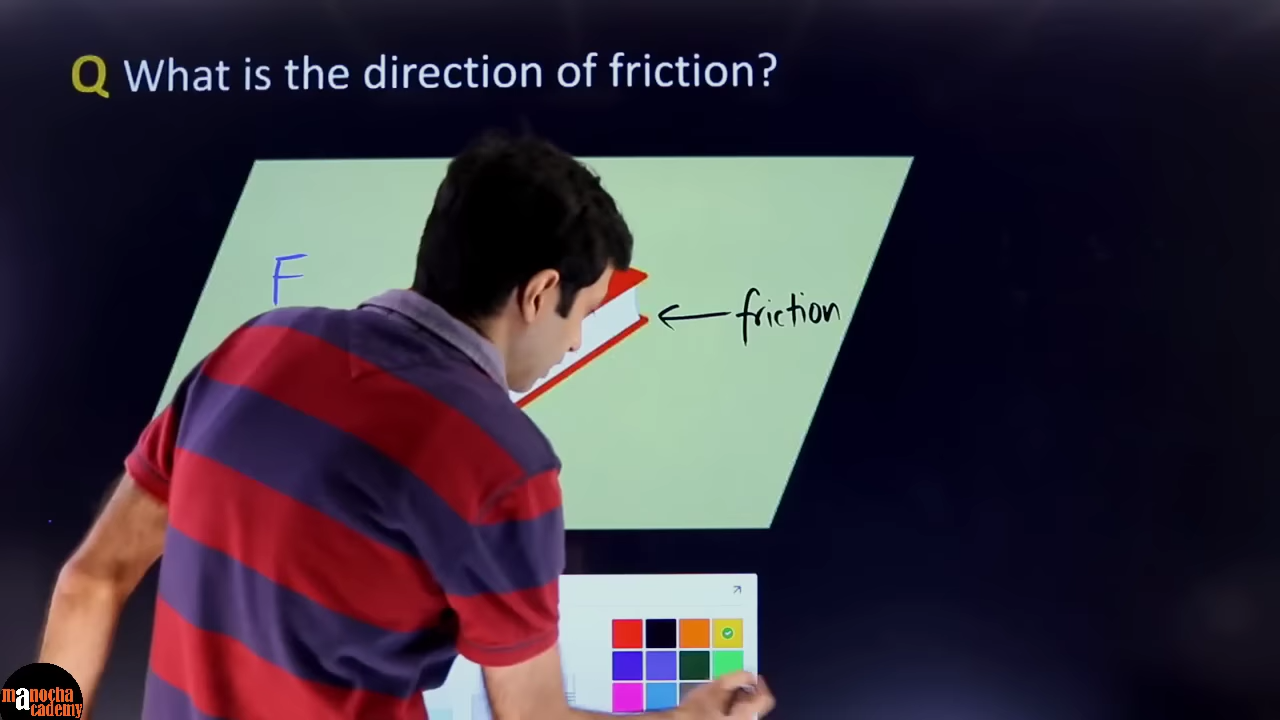 Q What is the direction of friction?
F
friction
manocha
academy